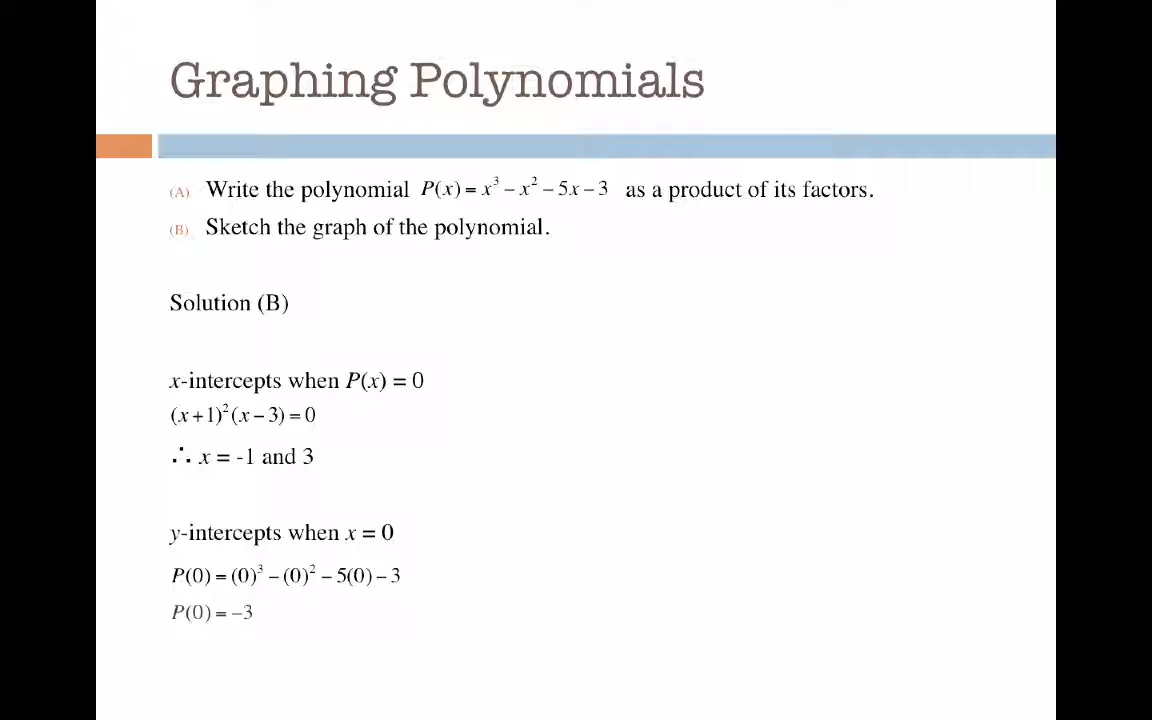 Graphing Polynomials
(A) Write the polynomial P(x) = x³ − x² − 5x − 3 as a product of its factors.
(B) Sketch the graph of the polynomial.
Solution (B)
x-intercepts when P(x) = 0
(x + 1)² (x − 3) = 0
∴ x = -1 and 3
y-intercepts when x = 0
P(0) = (0)³ − (0)² − 5(0) − 3
P(0) = −3